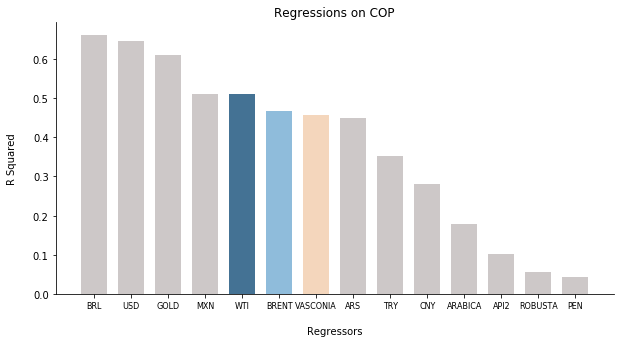 Regressions on COP
R Squared
0.6
0.5
0.4
0.3
0.2
0.1
0.0
BRL USD GOLD MXN WTI BRENT VASCONIA ARS TRY CNY ARABICA API2 ROBUSTA PEN
Regressors